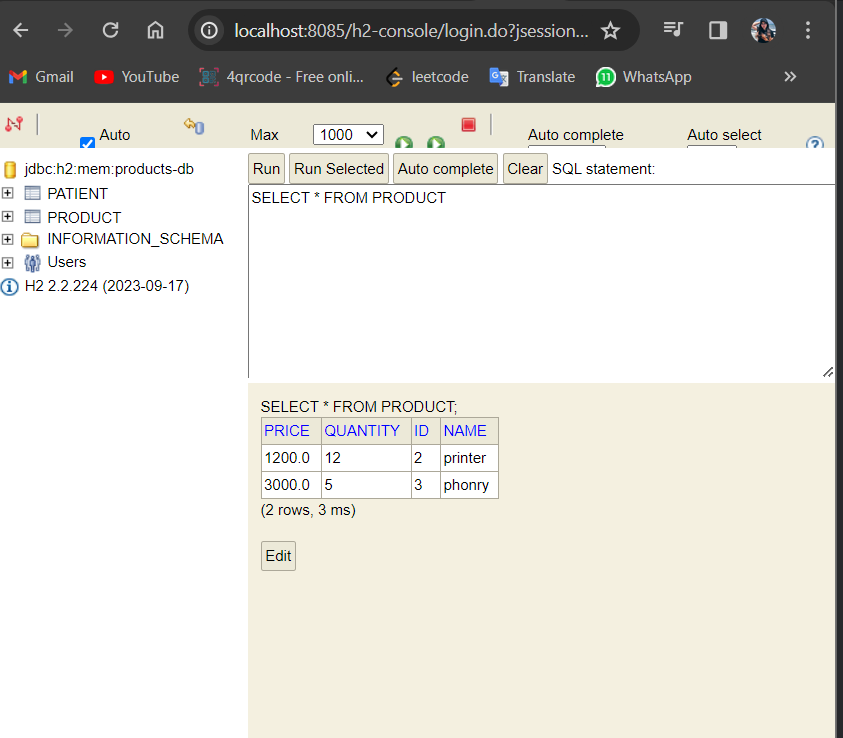 localhost:8085/h2-console/login.do?jsession...
Gmail YouTube 4qrcode - Free onli... leetcode Translate 11 WhatsApp
Auto Max 1000 Auto complete Auto select
jdbc:h2:mem:products-db
PATIENT
PRODUCT
INFORMATION_SCHEMA
Users
H2 2.2.224 (2023-09-17)
Run Run Selected Auto complete Clear SQL statement:
SELECT * FROM PRODUCT
SELECT * FROM PRODUCT;
PRICE QUANTITY ID NAME
1200.0 12 2 printer
3000.0 5 3 phonry
(2 rows, 3 ms)
Edit